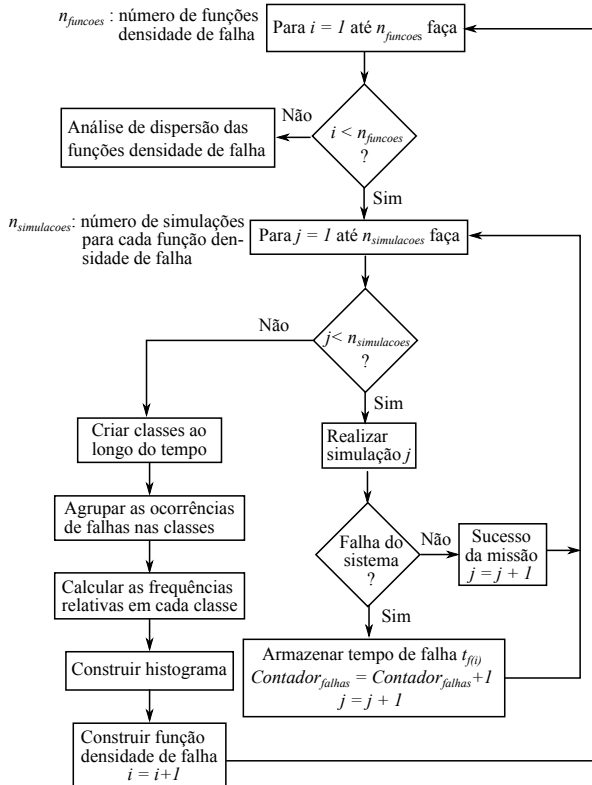 n_funcoes : número de funções
densidade de falha
Para i = 1 até n_funcoes faça
Não
Análise de dispersão das
funções densidade de falha
i < n_funcoes
?
Sim
n_simulacoes: número de simulações
para cada função den-
sidade de falha
Para j = 1 até n_simulacoes faça
Não
j< n_simulacoes
?
Sim
Criar classes ao
longo do tempo
Realizar
simulação j
Agrupar as ocorrências
de falhas nas classes
Falha do
sistema
?
Não
Sucesso
da missão
j = j + 1
Calcular as frequências
relativas em cada classe
Sim
Construir histograma
Armazenar tempo de falha t_f(i)
Contador_falhas = Contador_falhas+1
j = j + 1
Construir função
densidade de falha
i = i+1